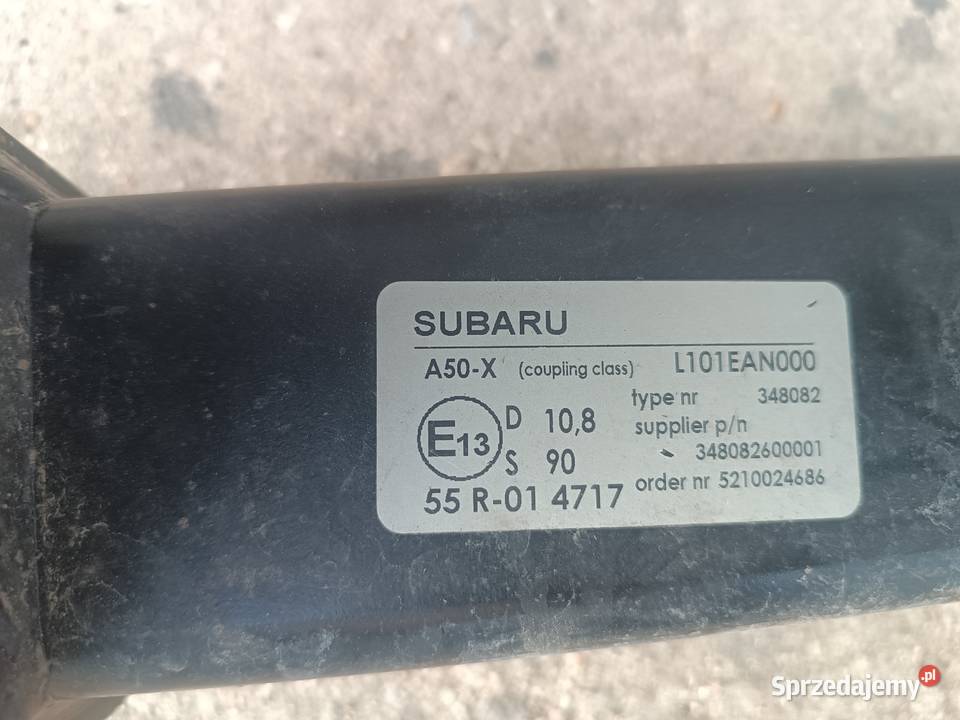 SUBARU
A50-X (coupling class) L101EAN000
type nr 348082
E13 D 10,8
supplier p/n
S 90
348082600001
order nr 5210024686
55 R-01 4717
Sprzedajemy.pl